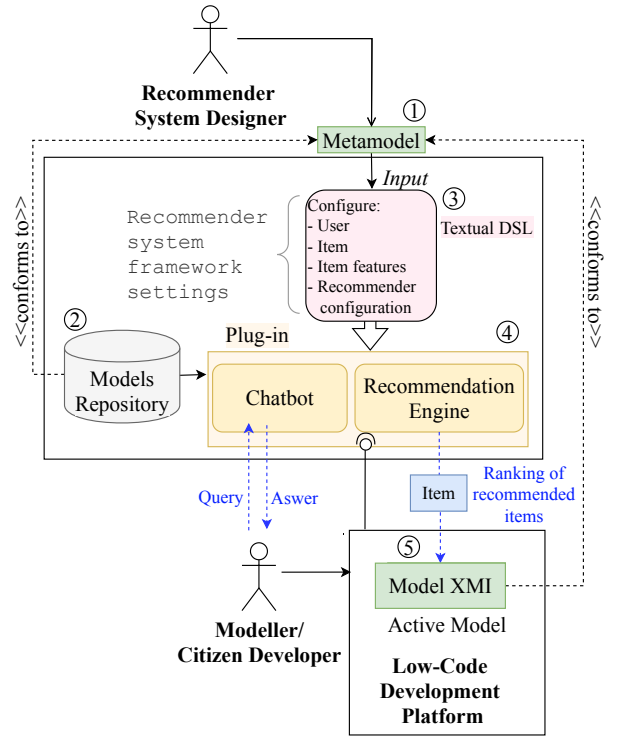 Recommender
System Designer
①
Metamodel
Input
③
Configure:
- User
- Item
- Item features
- Recommender
configuration
Textual DSL
Recommender
system
framework
settings
<<conforms to>>
<<conforms to>>
②
Models
Repository
Plug-in
④
Chatbot
Recommendation
Engine
Query
Aswer
Item
Ranking of
recommended
items
⑤
Model XMI
Active Model
Modeller/
Citizen Developer
Low-Code
Development
Platform